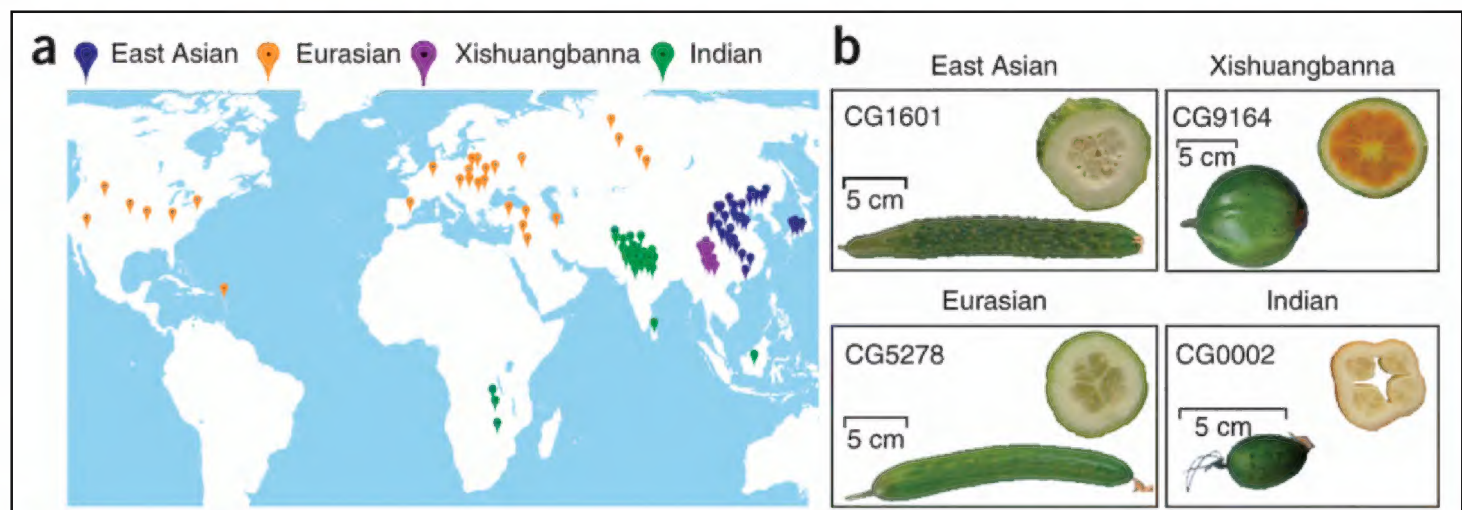 a East Asian Eurasian Xishuangbanna Indian
b
East Asian Xishuangbanna
CG1601 CG9164
5 cm 5 cm
Eurasian Indian
CG5278 CG0002
5 cm 5 cm